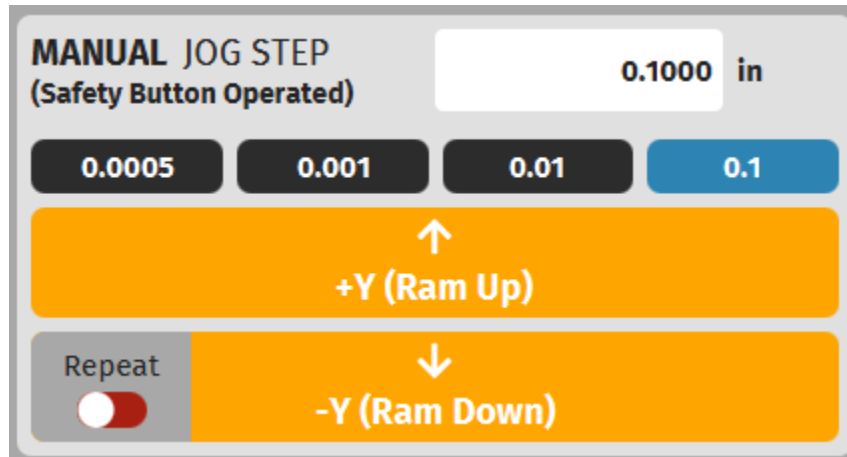 MANUAL JOG STEP
(Safety Button Operated)
0.1000 in
0.0005 0.001 0.01 0.1
↑
+Y (Ram Up)
Repeat
↓
-Y (Ram Down)